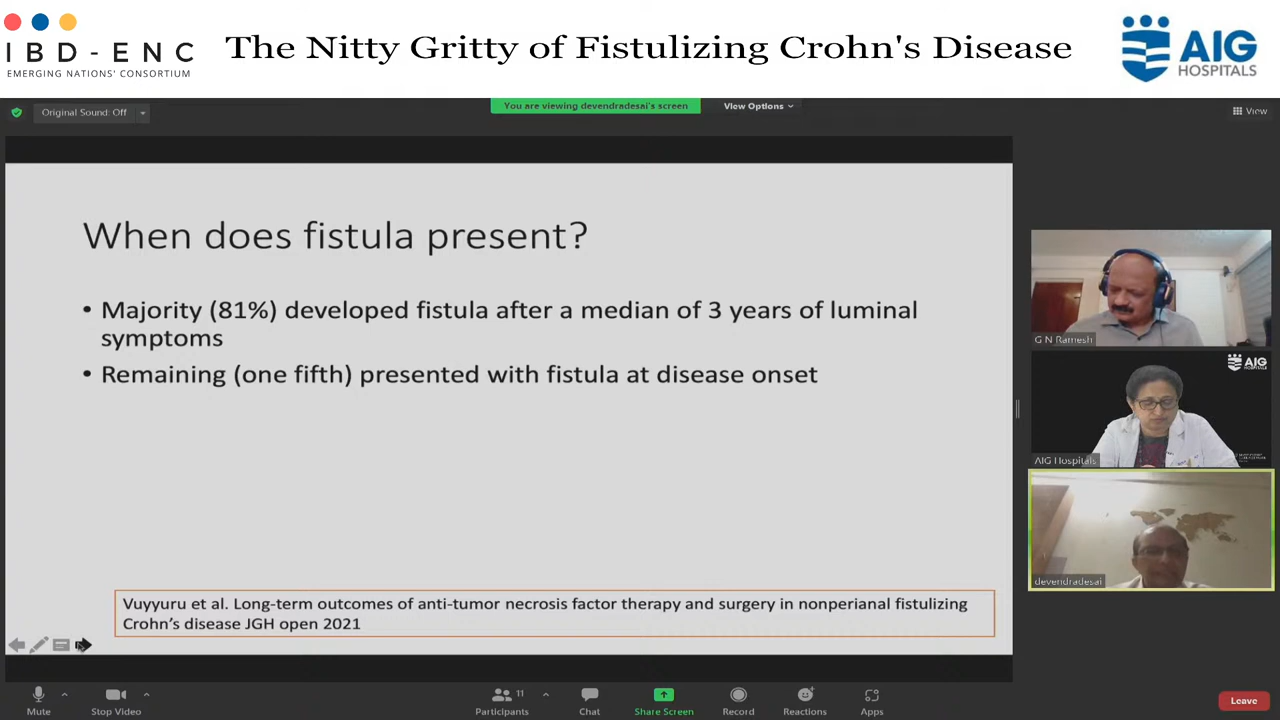 IBD-ENC
EMERGING NATIONS' CONSORTIUM
The Nitty Gritty of Fistulizing Crohn's Disease
AIG
HOSPITALS
Original Sound: Off
You are viewing devendradesai's screen
View Options
View
When does fistula present?
• Majority (81%) developed fistula after a median of 3 years of luminal
symptoms
• Remaining (one fifth) presented with fistula at disease onset
Vuyyuru et al. Long-term outcomes of anti-tumor necrosis factor therapy and surgery in nonperianal fistulizing
Crohn's disease JGH open 2021
G N Ramesh
AIG
HOSPITALS
AIG Hospitals
devendradesai
Mute
Stop Video
11
Participants
Chat
Share Screen
Record
Reactions
Apps
Leave